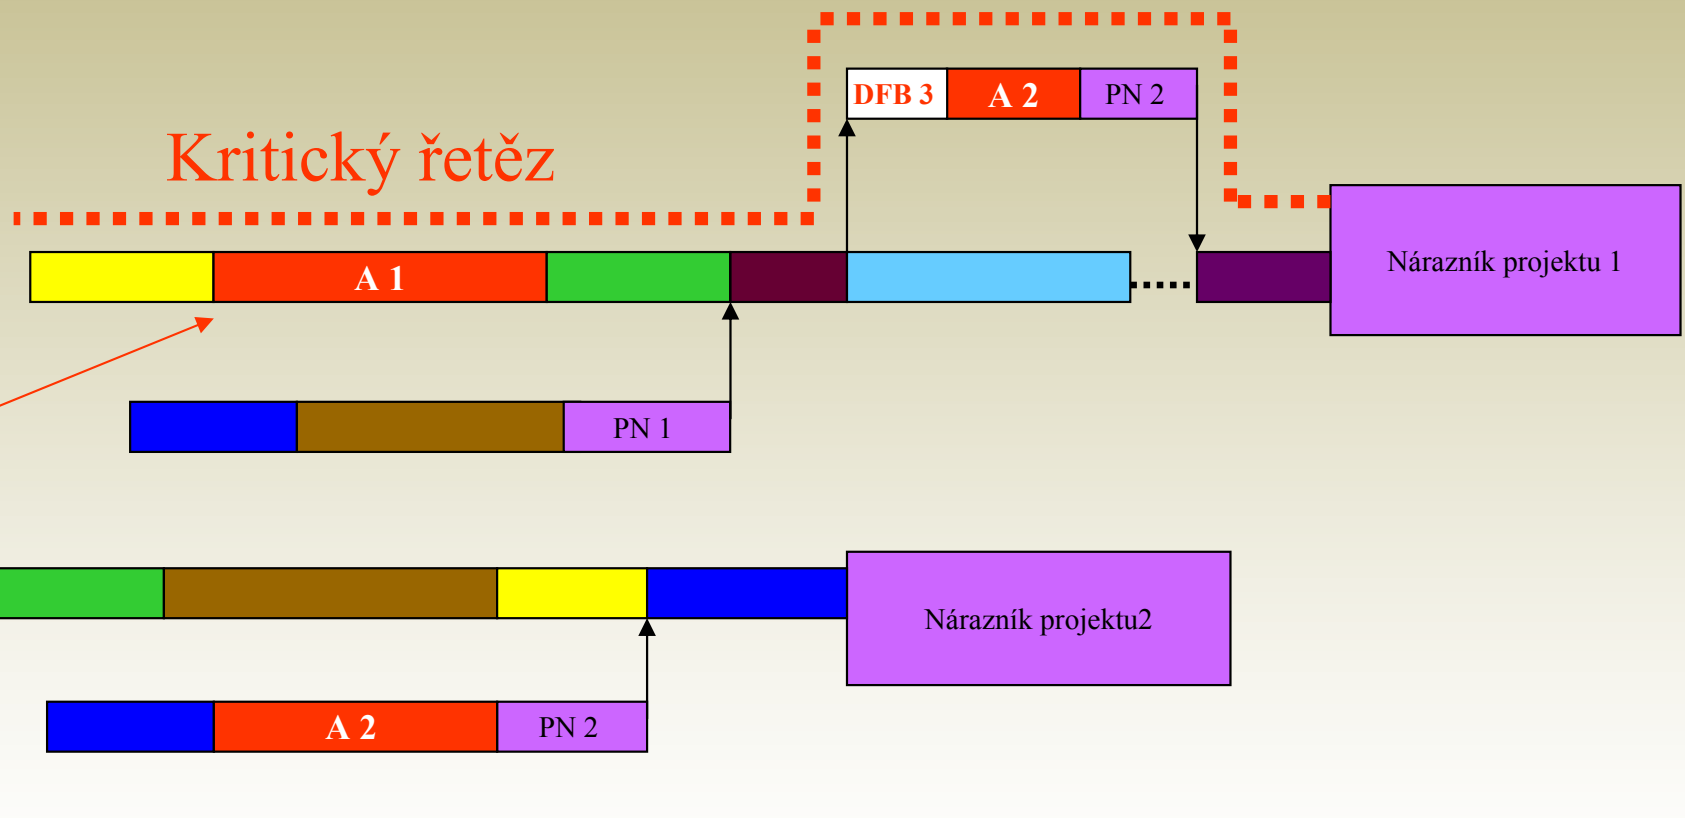 DFB 3
A 2
PN 2
Kritický řetěz
A 1
Nárazník projektu 1
PN 1
Nárazník projektu2
A 2
PN 2